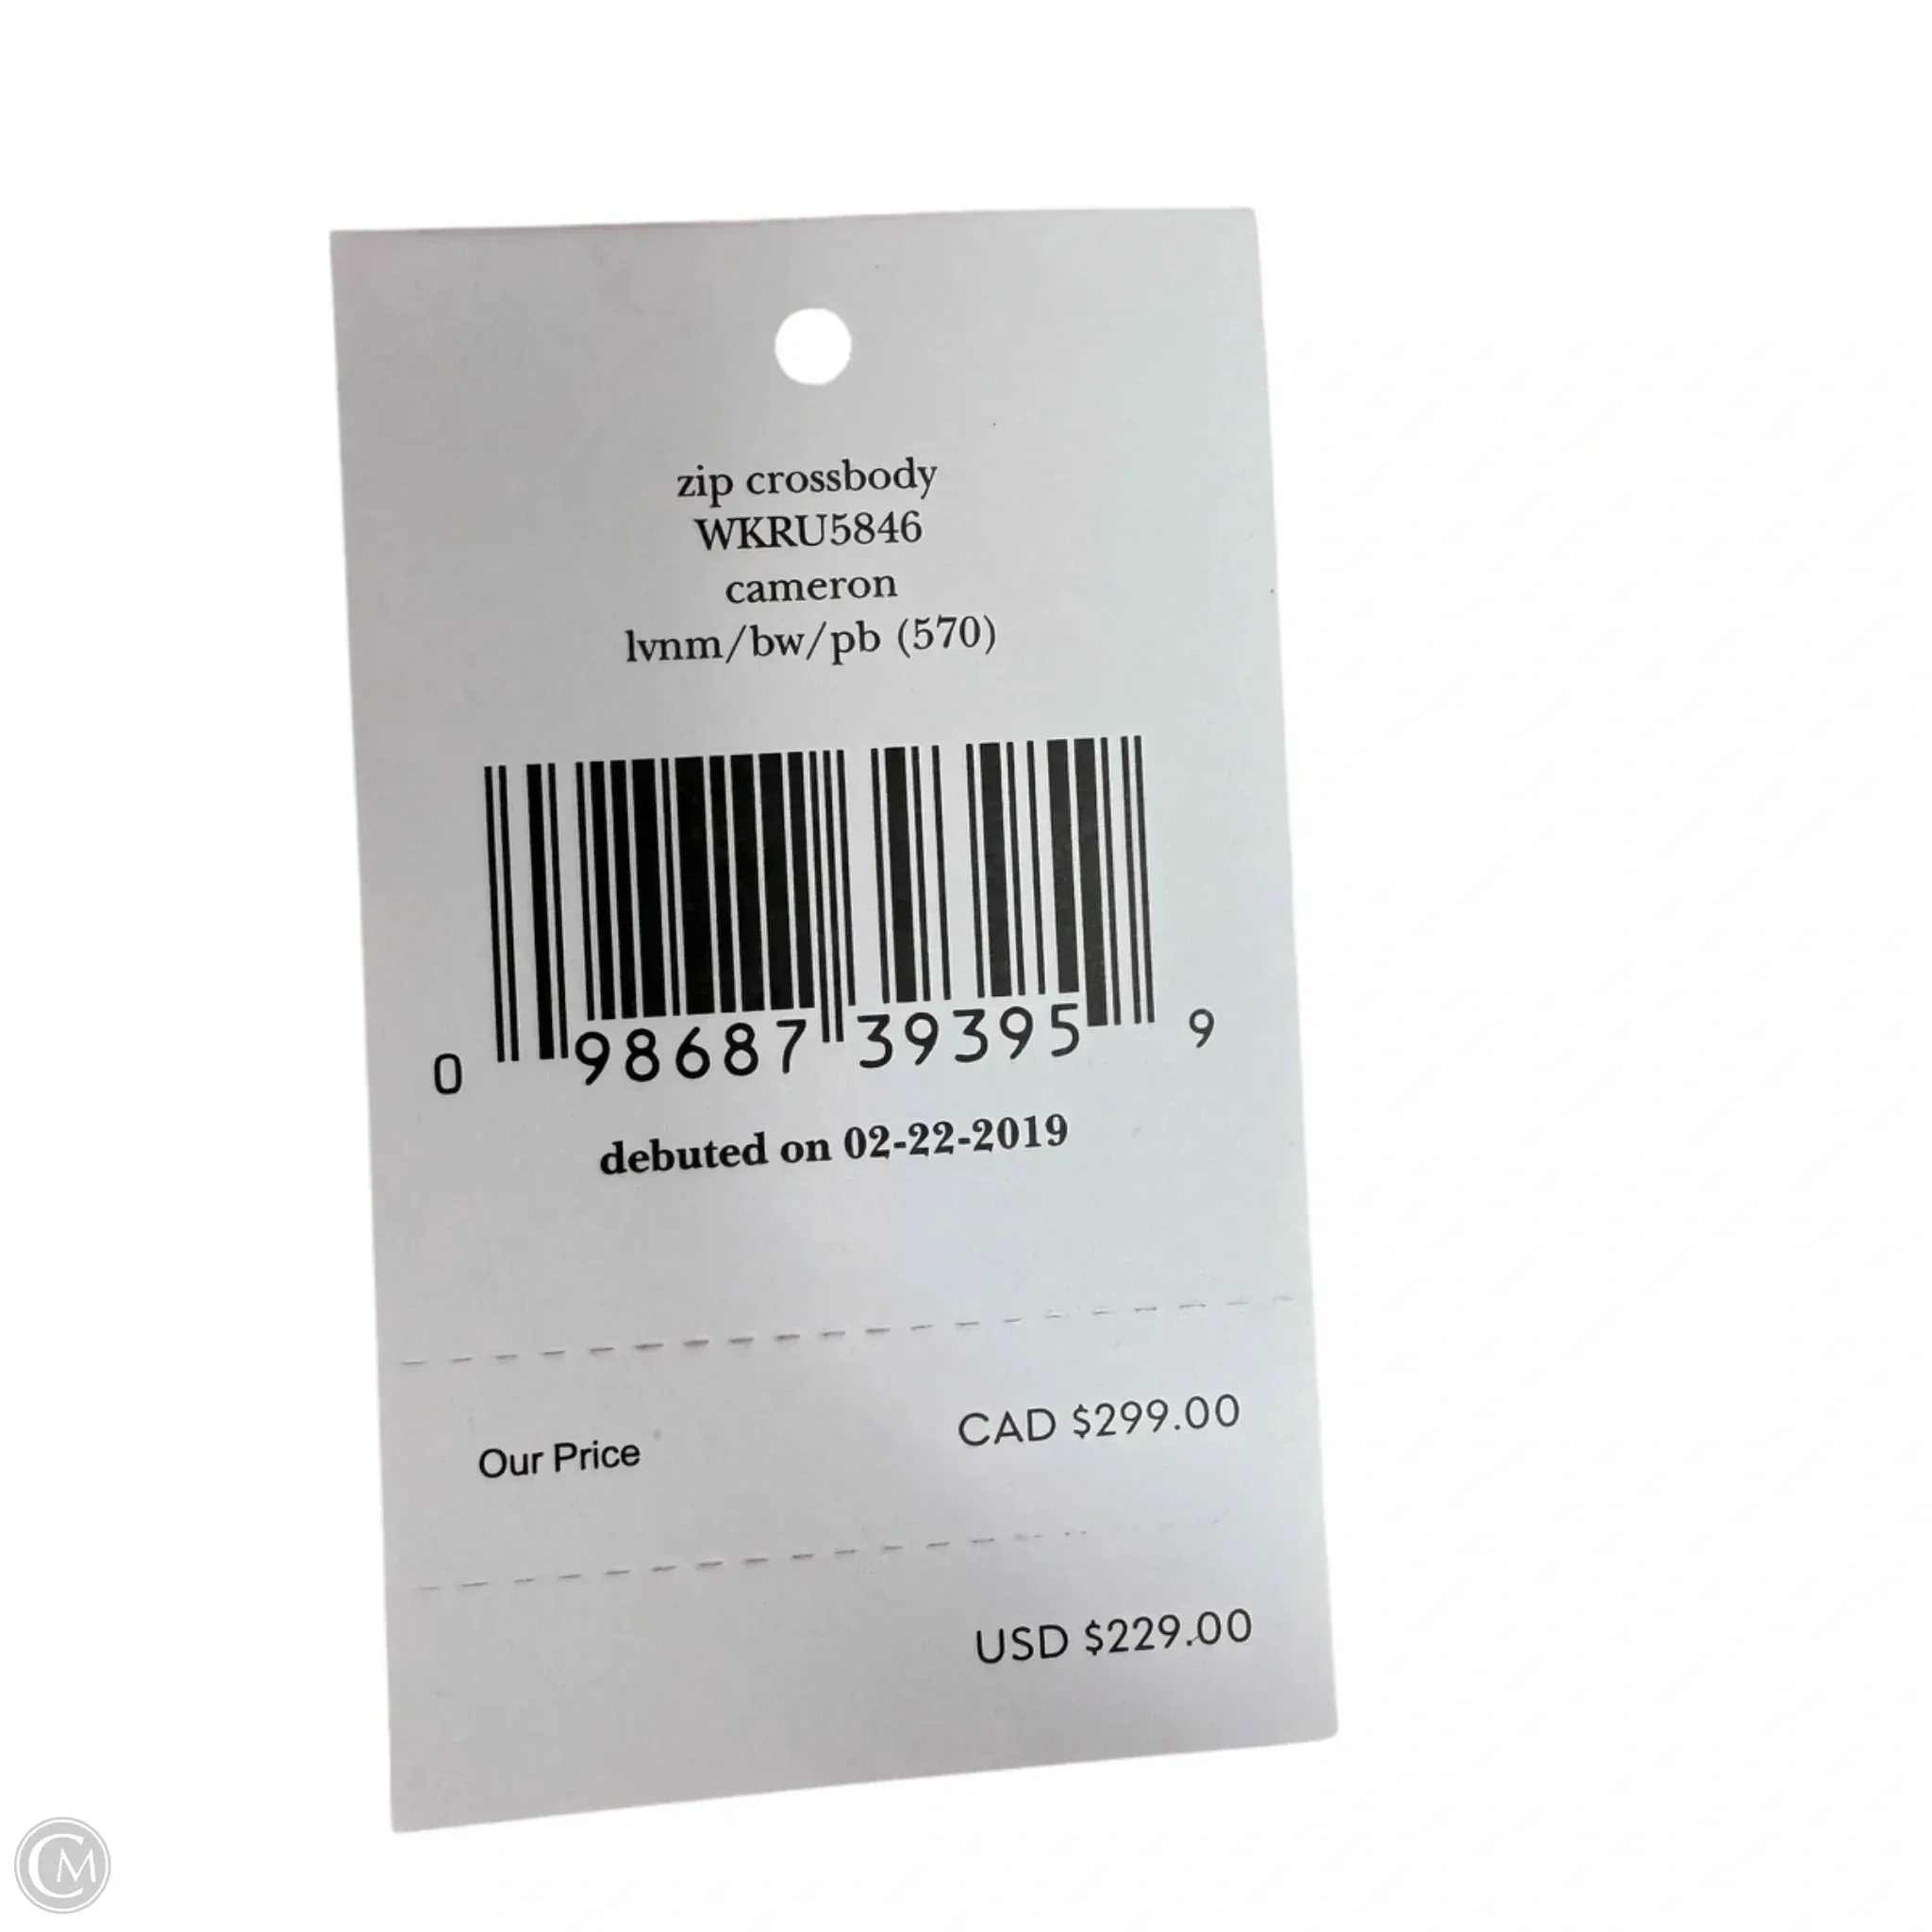 zip crossbody
WKRU5846
cameron
lvnm/bw/pb (570)
0 98687 39395 9
debuted on 02-22-2019
Our Price CAD $299.00
USD $229.00
CM